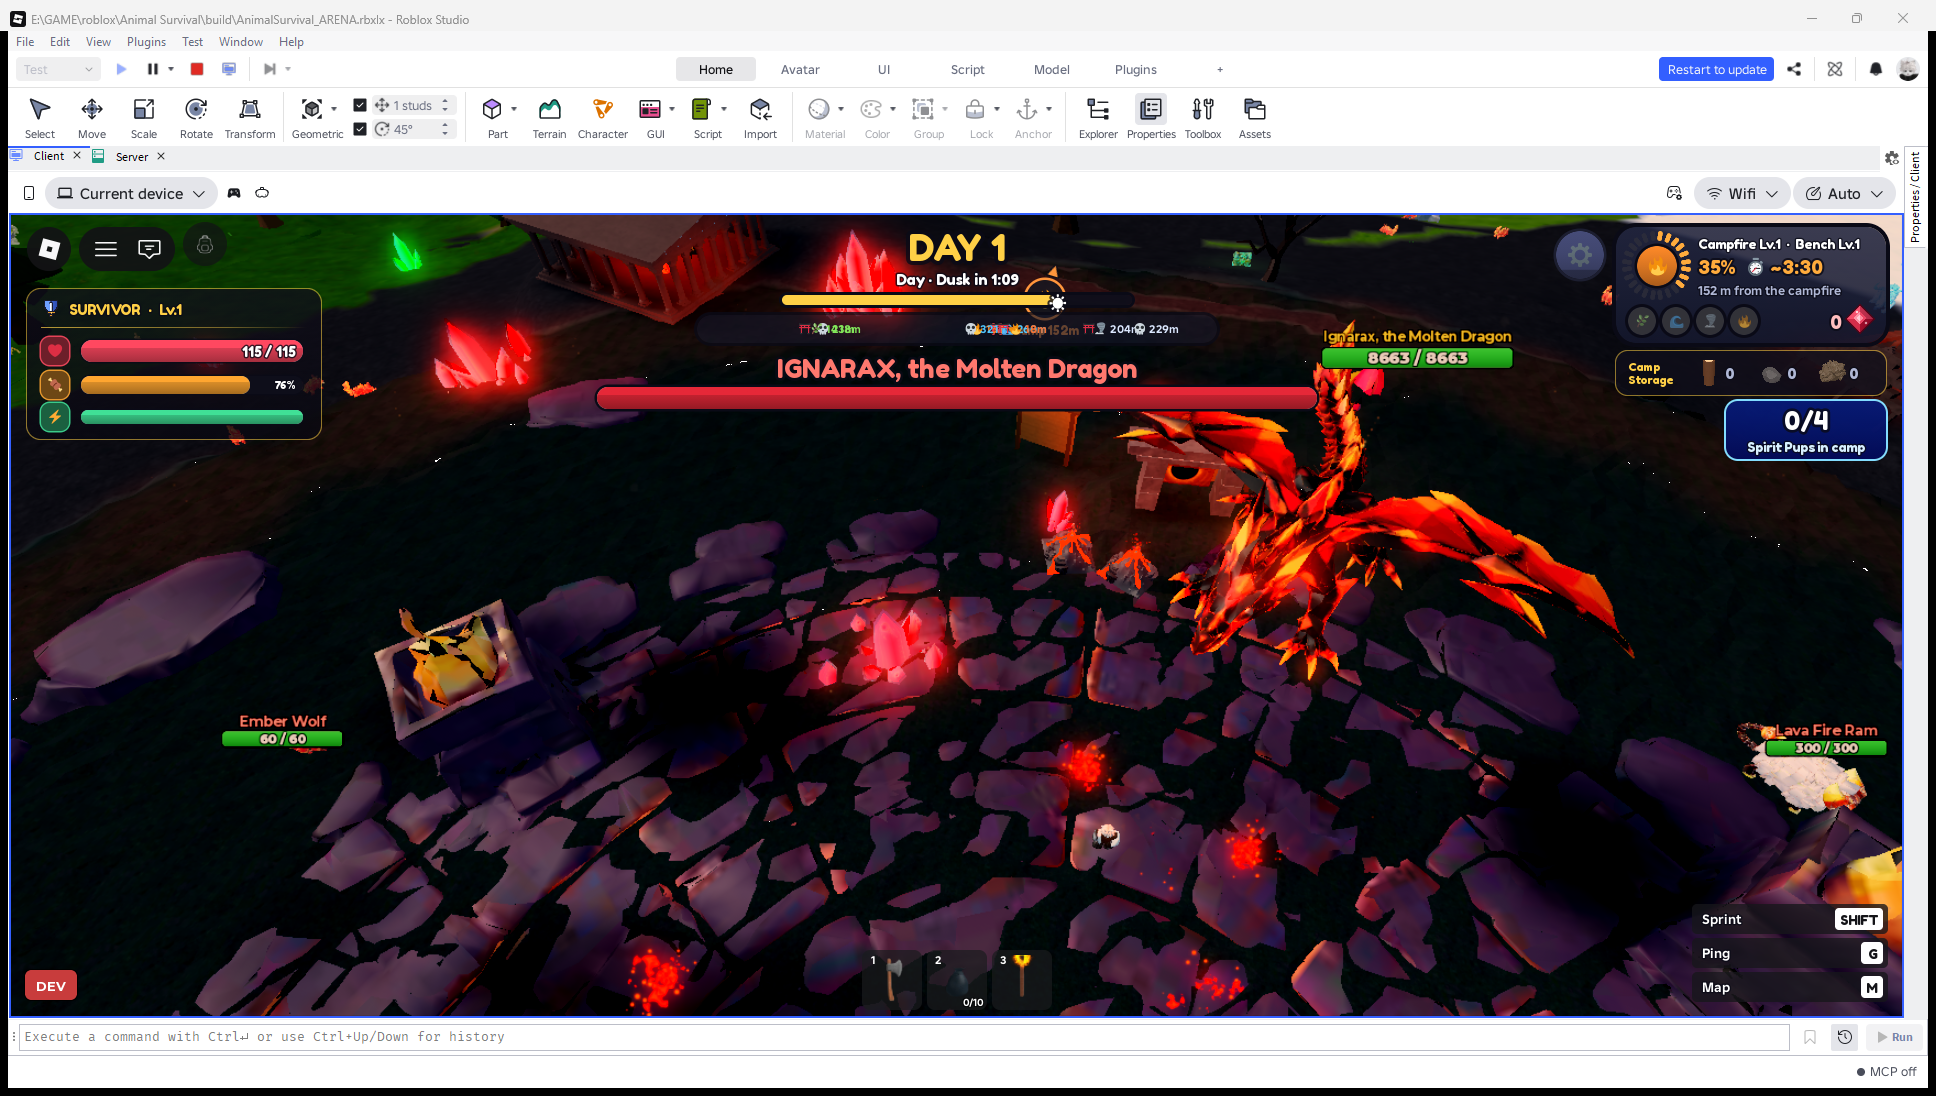 E:\GAME\roblox\Animal Survival\build\AnimalSurvival_ARENA.rbxlx - Roblox Studio
File Edit View Plugins Test Window Help
Test
Home Avatar UI Script Model Plugins +
Restart to update
Select Move Scale Rotate Transform Geometric
1 studs
45°
Part Terrain Character GUI Script Import Material Color Group Lock Anchor Explorer Properties Toolbox Assets
Client Server
Properties / Client
Current device
Wifi Auto
DAY 1
Day · Dusk in 1:09
152m 204m 229m
IGNARAX, the Molten Dragon
SURVIVOR · Lv.1
115 / 115
76%
Campfire Lv.1 · Bench Lv.1
35% ~3:30
152 m from the campfire
0
Camp Storage 0 0 0
0/4
Spirit Pups in camp
Ignarax, the Molten Dragon
8663 / 8663
Ember Wolf
60 / 60
Lava Fire Ram
300 / 300
Sprint SHIFT
Ping G
Map M
DEV
1 2 3
0/10
Execute a command with Ctrl↵ or use Ctrl+Up/Down for history
Run
MCP off